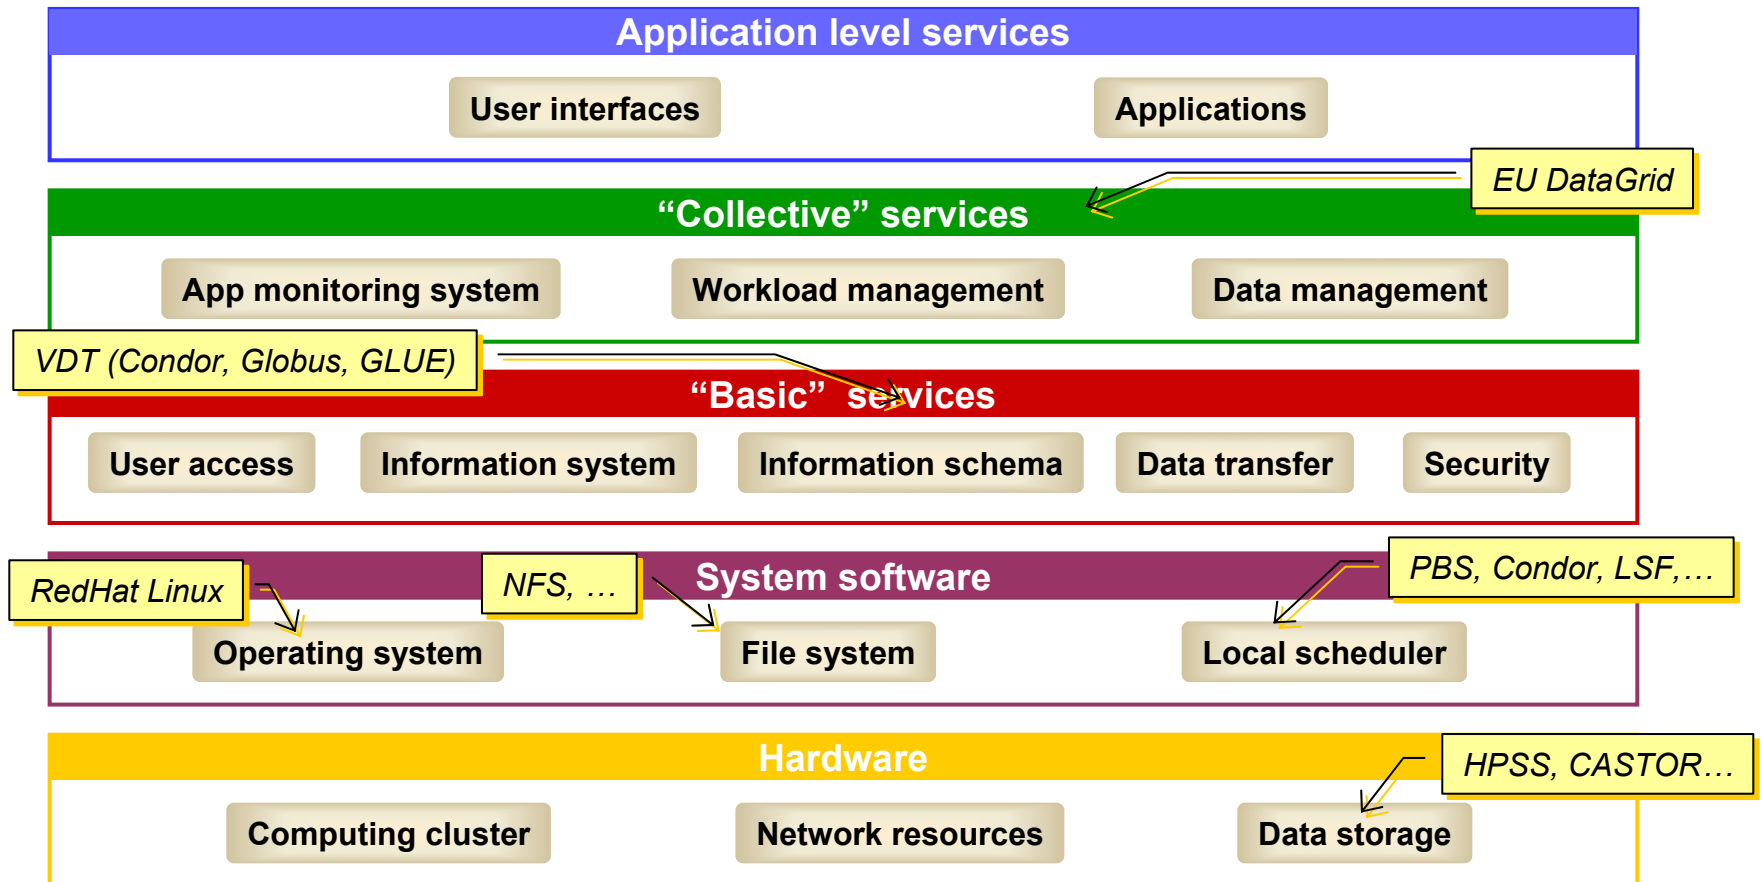 Application level services
User interfaces
Applications
EU DataGrid
“Collective” services
App monitoring system
Workload management
Data management
VDT (Condor, Globus, GLUE)
“Basic” services
User access
Information system
Information schema
Data transfer
Security
System software
RedHat Linux
NFS, …
PBS, Condor, LSF,…
Operating system
File system
Local scheduler
Hardware
HPSS, CASTOR…
Computing cluster
Network resources
Data storage